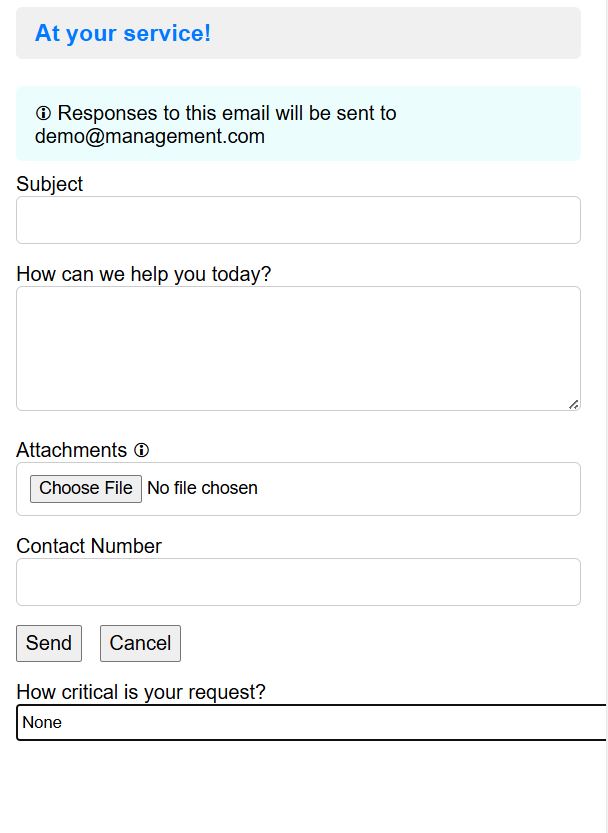 At your service!
🛈 Responses to this email will be sent to
demo@management.com
Subject
How can we help you today?
Attachments 🛈
Choose File No file chosen
Contact Number
Send Cancel
How critical is your request?
None